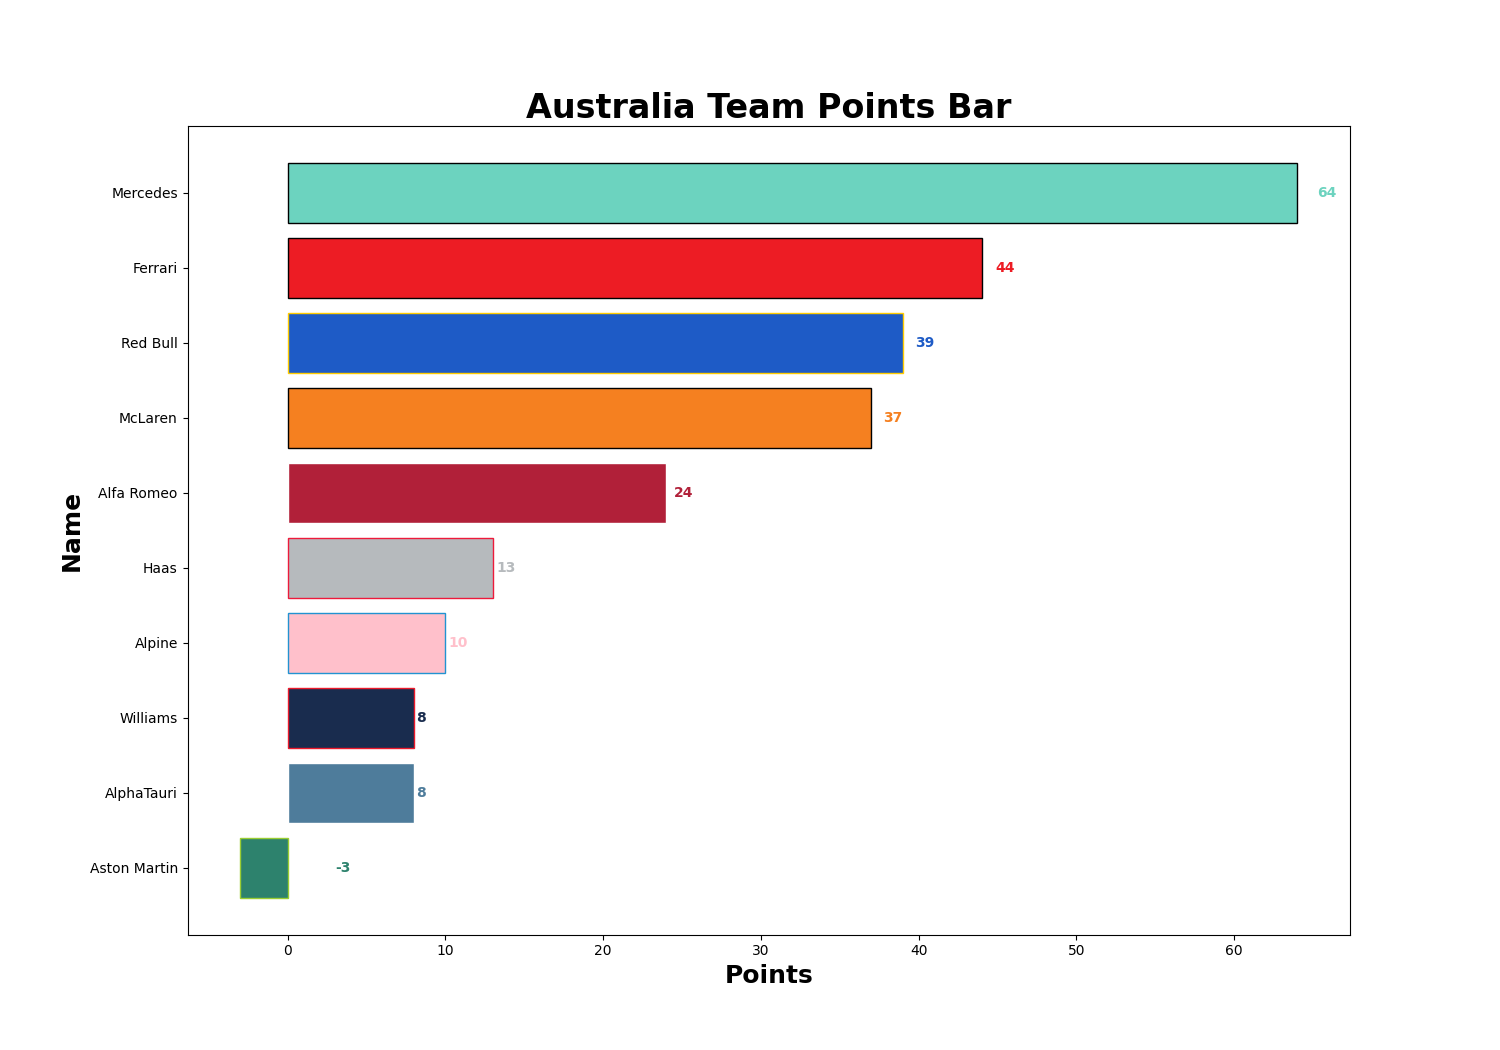 Australia Team Points Bar
Mercedes 64
Ferrari 44
Red Bull 39
McLaren 37
Alfa Romeo 24
Haas 13
Alpine 10
Williams 8
AlphaTauri 8
Aston Martin -3
Name
0 10 20 30 40 50 60
Points